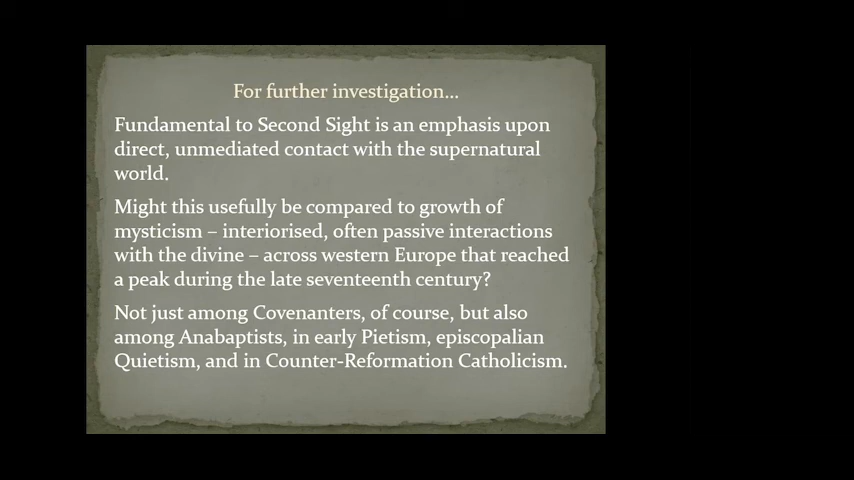 For further investigation...
Fundamental to Second Sight is an emphasis upon
direct, unmediated contact with the supernatural
world.
Might this usefully be compared to growth of
mysticism – interiorised, often passive interactions
with the divine – across western Europe that reached
a peak during the late seventeenth century?
Not just among Covenanters, of course, but also
among Anabaptists, in early Pietism, episcopalian
Quietism, and in Counter-Reformation Catholicism.